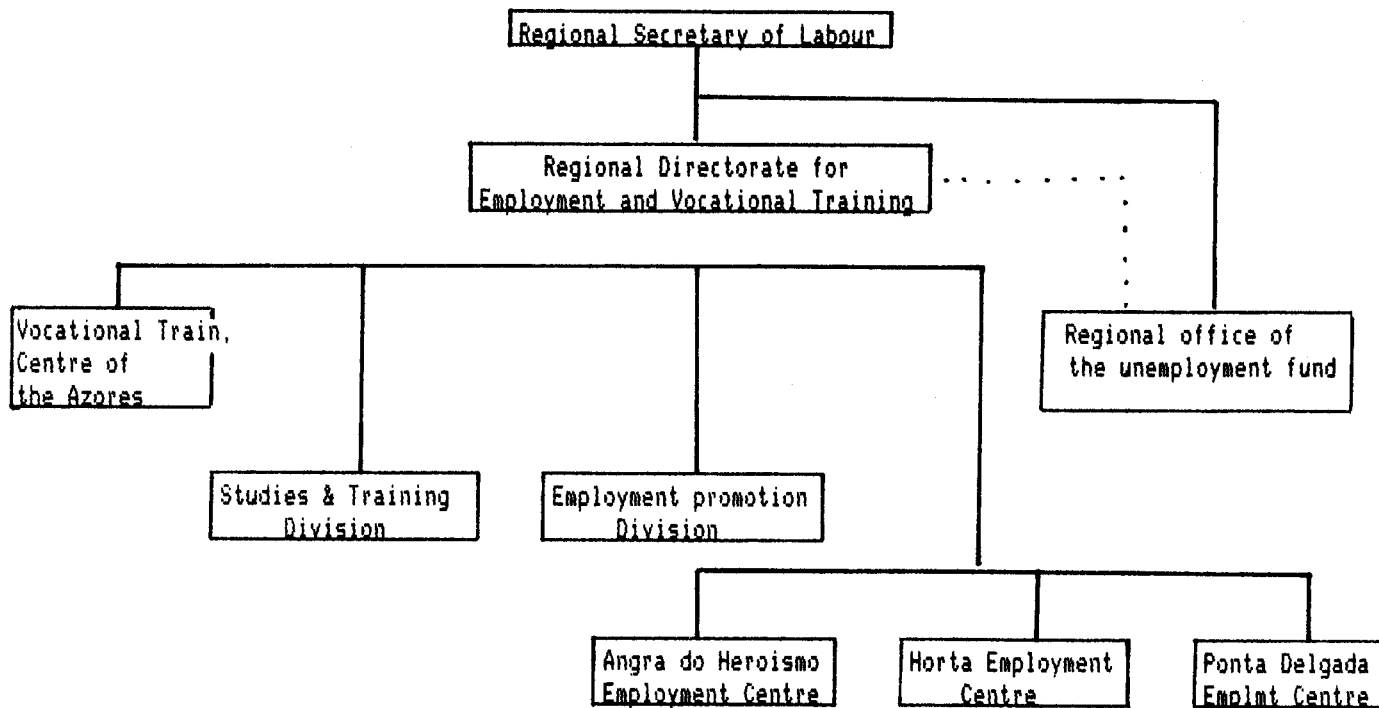 Regional Secretary of Labour
Regional Directorate for
Employment and Vocational Training
Vocational Train,
Centre of
the Azores
Regional office of
the unemployment fund
Studies & Training
Division
Employment promotion
Division
Angra do Heroismo
Employment Centre
Horta Employment
Centre
Ponta Delgada
Emplmt Centre